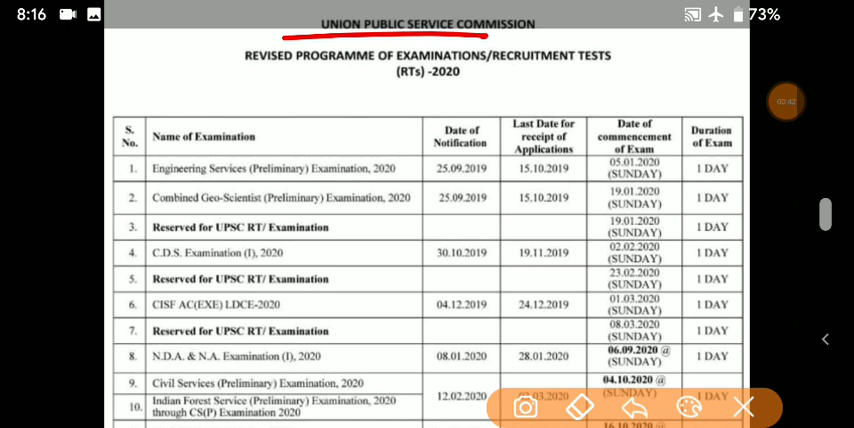 8:16
73%
UNION PUBLIC SERVICE COMMISSION
REVISED PROGRAMME OF EXAMINATIONS/RECRUITMENT TESTS
(RTs) -2020
00:42
S. No. Name of Examination Date of Notification Last Date for receipt of Applications Date of commencement of Exam Duration of Exam
1. Engineering Services (Preliminary) Examination, 2020 25.09.2019 15.10.2019 05.01.2020 (SUNDAY) 1 DAY
2. Combined Geo-Scientist (Preliminary) Examination, 2020 25.09.2019 15.10.2019 19.01.2020 (SUNDAY) 1 DAY
3. Reserved for UPSC RT/ Examination 19.01.2020 (SUNDAY) 1 DAY
4. C.D.S. Examination (I), 2020 30.10.2019 19.11.2019 02.02.2020 (SUNDAY) 1 DAY
5. Reserved for UPSC RT/ Examination 23.02.2020 (SUNDAY) 1 DAY
6. CISF AC(EXE) LDCE-2020 04.12.2019 24.12.2019 01.03.2020 (SUNDAY) 1 DAY
7. Reserved for UPSC RT/ Examination 08.03.2020 (SUNDAY) 1 DAY
8. N.D.A. & N.A. Examination (I), 2020 08.01.2020 28.01.2020 06.09.2020 @ (SUNDAY) 1 DAY
9. Civil Services (Preliminary) Examination, 2020 12.02.2020 03.2020 04.10.2020 @ (SUNDAY) 1 DAY
10. Indian Forest Service (Preliminary) Examination, 2020 through CS(P) Examination 2020